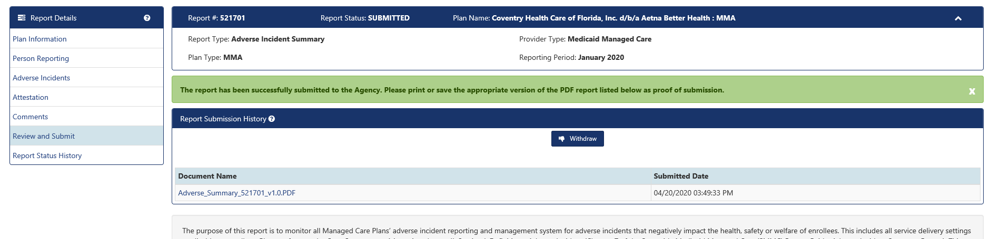 Report Details
Plan Information
Person Reporting
Adverse Incidents
Attestation
Comments
Review and Submit
Report Status History
Report #: 521701 Report Status: SUBMITTED Plan Name: Coventry Health Care of Florida, Inc. d/b/a Aetna Better Health : MMA
Report Type: Adverse Incident Summary Provider Type: Medicaid Managed Care
Plan Type: MMA Reporting Period: January 2020
The report has been successfully submitted to the Agency. Please print or save the appropriate version of the PDF report listed below as proof of submission. X
Report Submission History
Withdraw
Document Name Submitted Date
Adverse_Summary_521701_v1.0.PDF 04/20/2020 03:49:33 PM
The purpose of this report is to monitor all Managed Care Plans' adverse incident reporting and management system for adverse incidents that negatively impact the health, safety or welfare of enrollees. This includes all service delivery settings